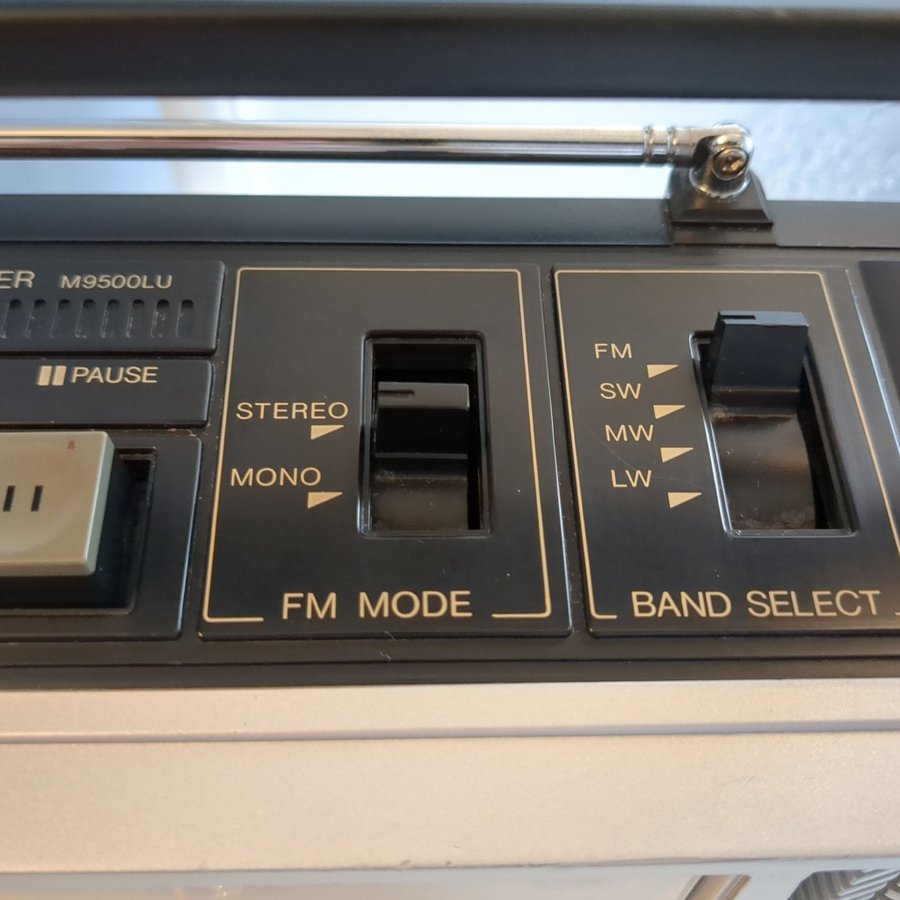 ER M9500LU
PAUSE
STEREO
MONO
FM MODE
FM
SW
MW
LW
BAND SELECT